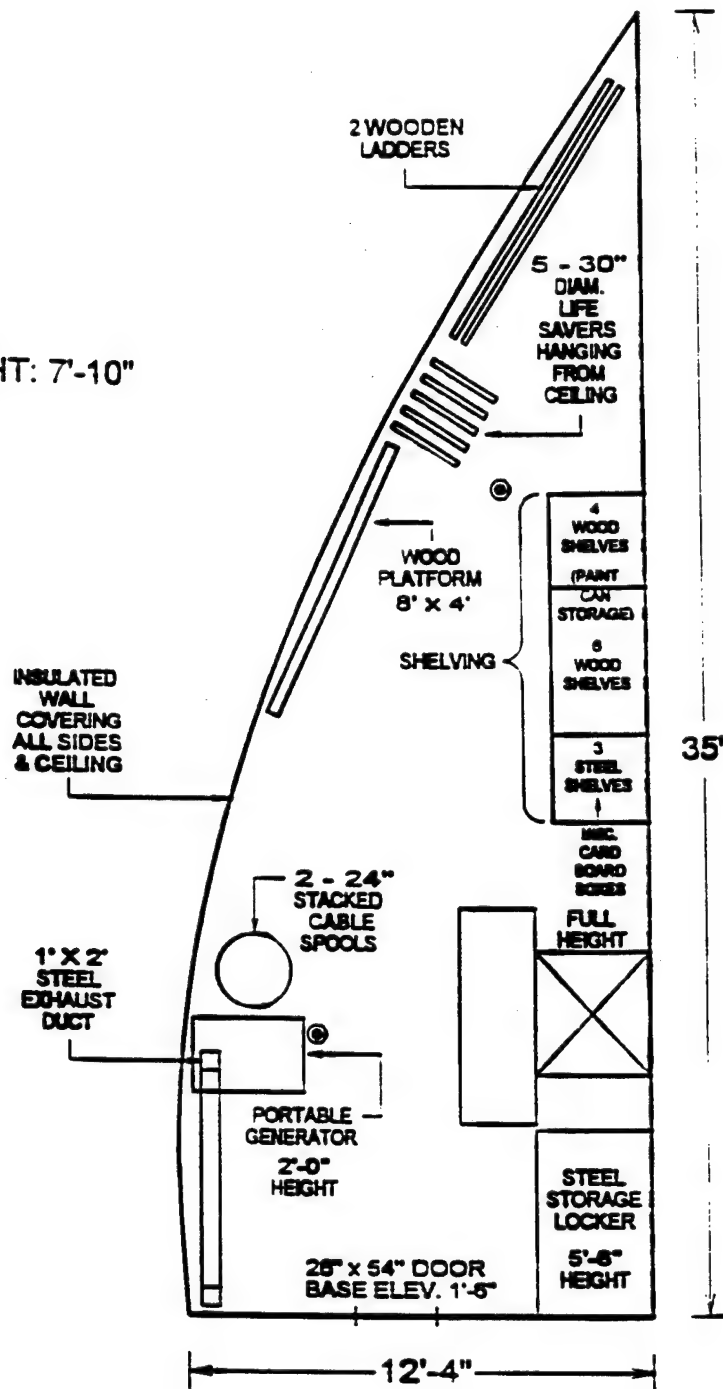 2 WOODEN
LADDERS
5 - 30"
DIAM.
LIFE
SAVERS
HANGING
FROM
CEILING
HT: 7'-10"
4
WOOD
SHELVES
(PAINT
CAN
STORAGE)
WOOD
PLATFORM
8' X 4'
SHELVING
6
WOOD
SHELVES
INSULATED
WALL
COVERING
ALL SIDES
& CEILING
3
STEEL
SHELVES
35'
MISC.
CARD
BOARD
BOXES
2 - 24"
STACKED
CABLE
SPOOLS
FULL
HEIGHT
1' X 2'
STEEL
EXHAUST
DUCT
PORTABLE
GENERATOR
2'-0"
HEIGHT
STEEL
STORAGE
LOCKER
5'-6"
HEIGHT
26" x 54" DOOR
BASE ELEV. 1'-6"
12'-4"